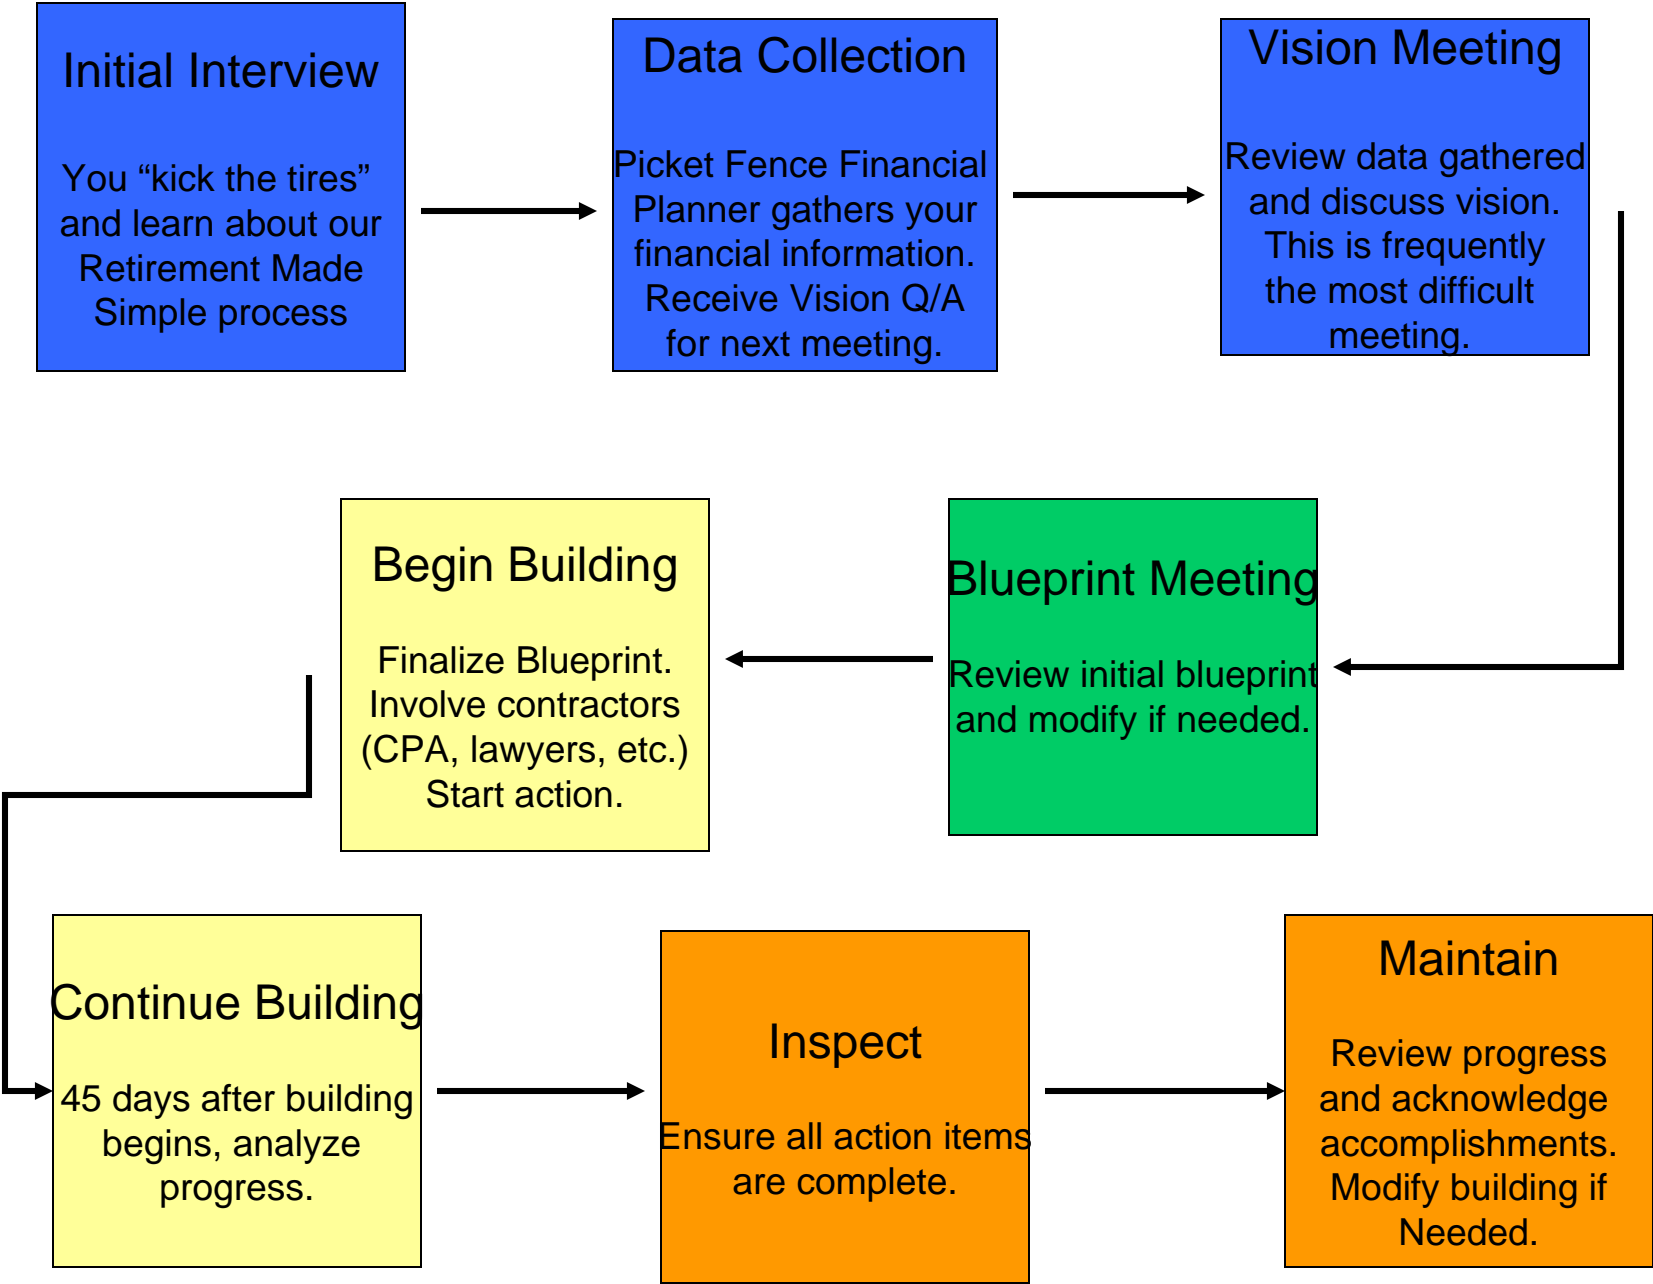 Initial Interview
You “kick the tires”
and learn about our
Retirement Made
Simple process
Data Collection
Picket Fence Financial
Planner gathers your
financial information.
Receive Vision Q/A
for next meeting.
Vision Meeting
Review data gathered
and discuss vision.
This is frequently
the most difficult
meeting.
Blueprint Meeting
Review initial blueprint
and modify if needed.
Begin Building
Finalize Blueprint.
Involve contractors
(CPA, lawyers, etc.)
Start action.
Continue Building
45 days after building
begins, analyze
progress.
Inspect
Ensure all action items
are complete.
Maintain
Review progress
and acknowledge
accomplishments.
Modify building if
Needed.